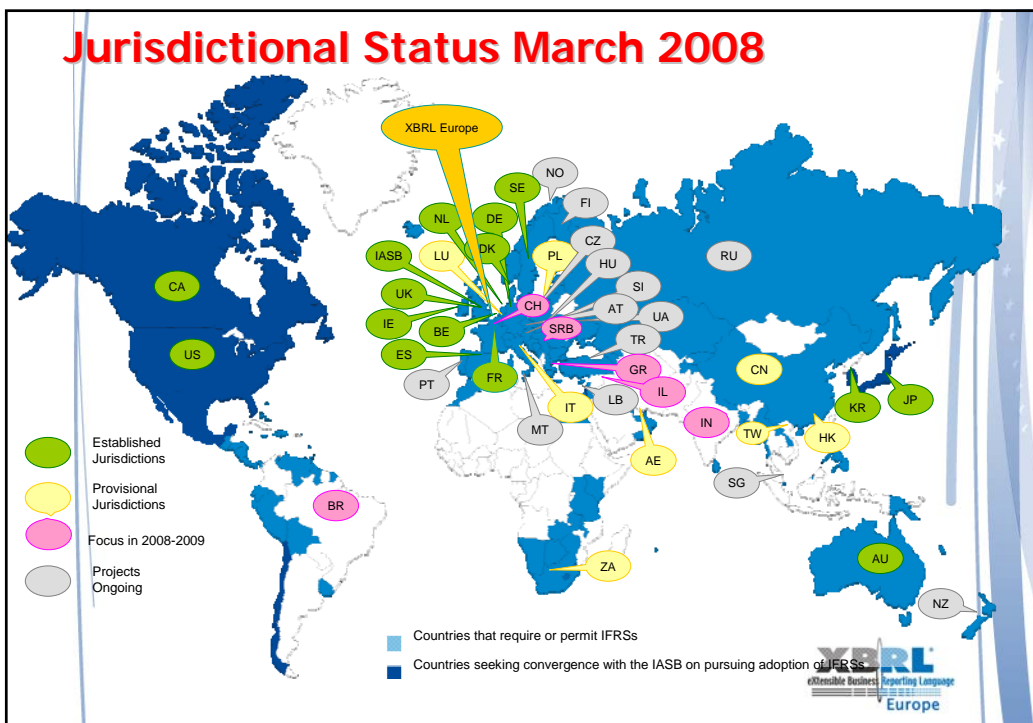 Jurisdictional Status March 2008
XBRL Europe
NO
SE
FI
NL
DE
CZ
IASB
LU
DK
PL
HU
RU
CA
UK
CH
SI
AT
UA
IE
BE
SRB
US
ES
TR
CN
PT
FR
GR
IL
KR
JP
IT
LB
IN
TW
HK
MT
AE
SG
Established
Jurisdictions
Provisional
Jurisdictions
BR
Focus in 2008-2009
Projects
Ongoing
AU
ZA
NZ
Countries that require or permit IFRSs
Countries seeking convergence with the IASB on pursuing adoption of IFRSs
XBRL®
eXtensible Business Reporting Language
Europe